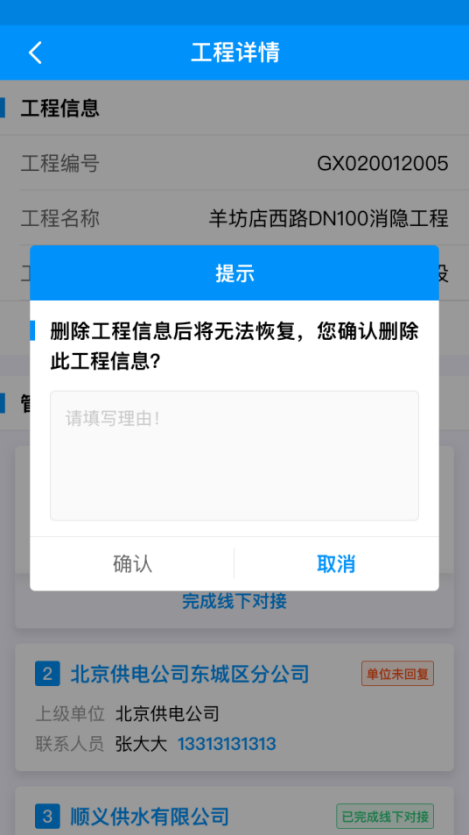 工程详情
工程信息
工程编号 GX020012005
工程名称 羊坊店西路DN100消隐工程
提示
删除工程信息后将无法恢复，您确认删除
此工程信息？
请填写理由！
确认 取消
完成线下对接
2 北京供电公司东城区分公司 单位未回复
上级单位 北京供电公司
联系人员 张大大 13313131313
3 顺义供水有限公司 已完成线下对接